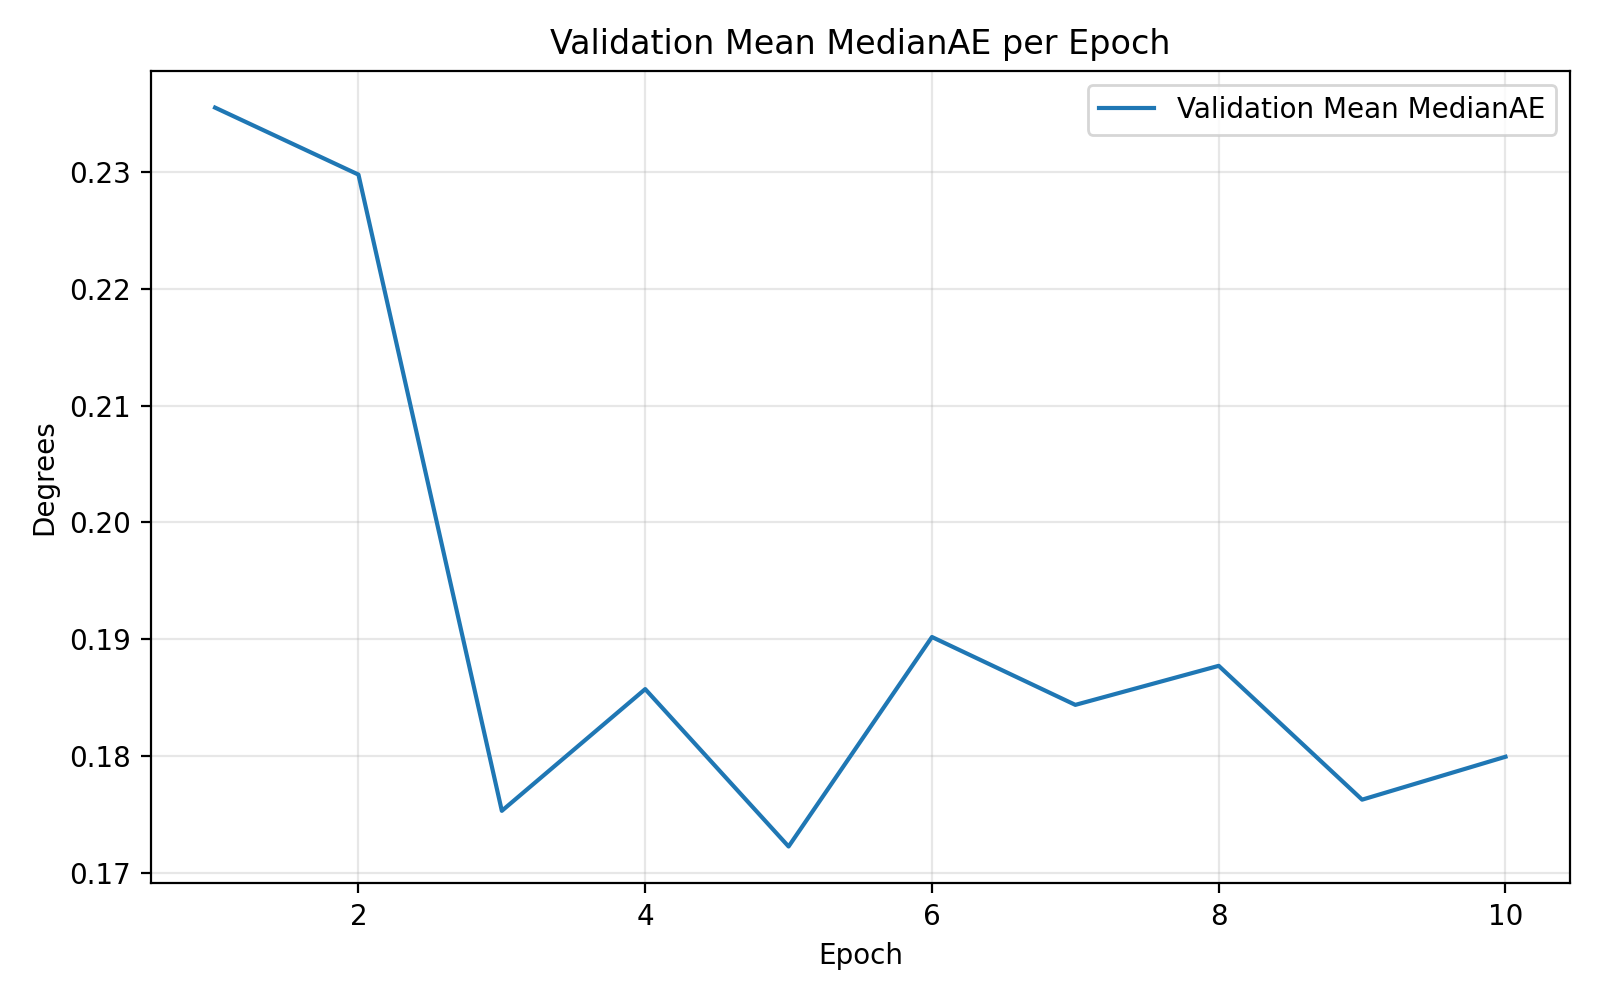 Validation Mean MedianAE per Epoch
Validation Mean MedianAE
0.23
0.22
0.21
0.20
0.19
0.18
0.17
Degrees
2 4 6 8 10
Epoch